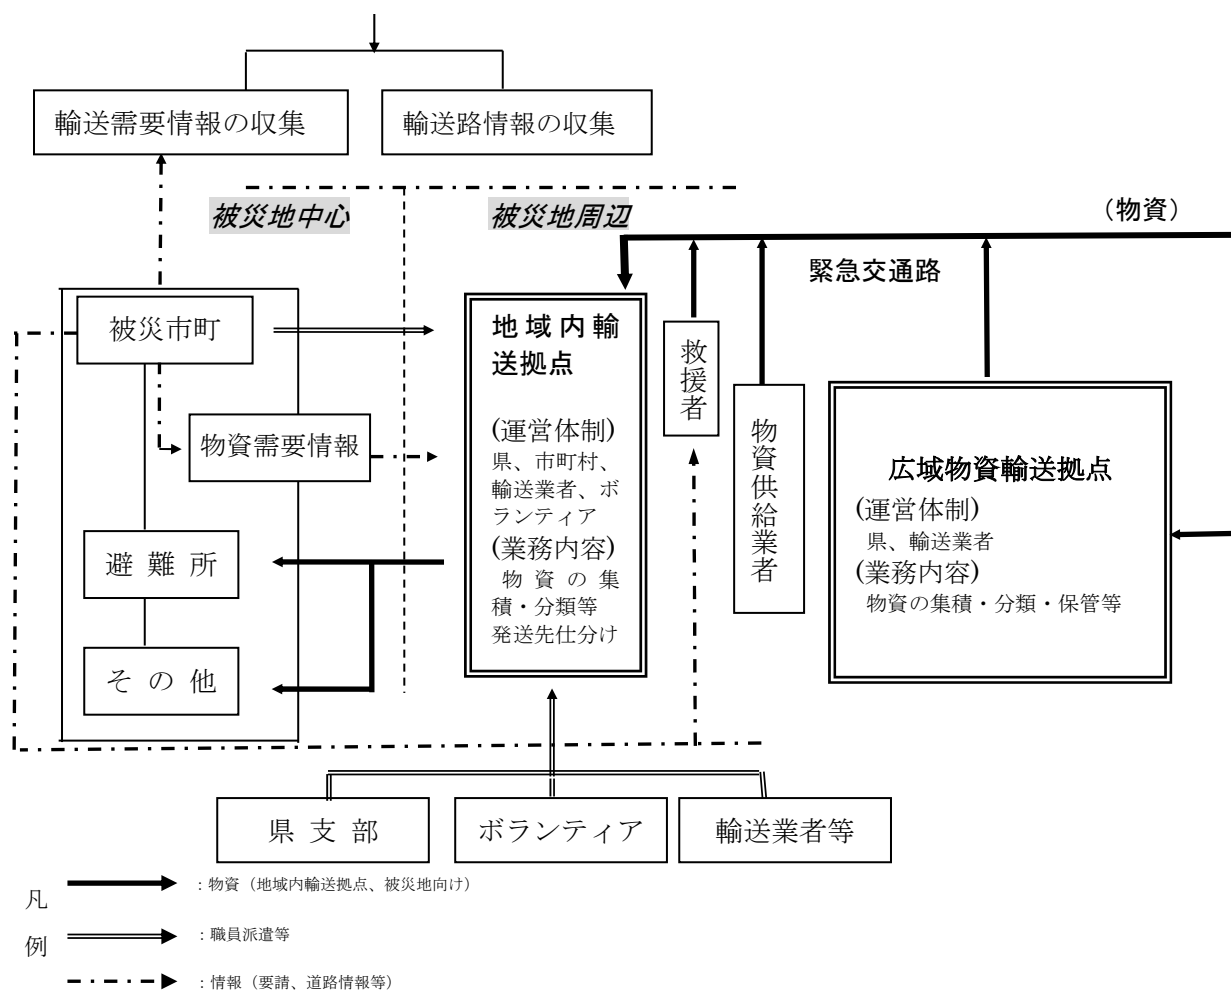 輸送需要情報の収集
輸送路情報の収集
被災地中心
被災地周辺
（物資）
緊急交通路
被災市町
物資需要情報
避難所
その他
地域内輸
送拠点
(運営体制)
県、市町村、
輸送業者、ボ
ランティア
(業務内容)
物資の集
積・分類等
発送先仕分け
救援者
物資供給業者
広域物資輸送拠点
(運営体制)
県、輸送業者
(業務内容)
物資の集積・分類・保管等
県支部
ボランティア
輸送業者等
凡
例
：物資（地域内輸送拠点、被災地向け）
：職員派遣等
：情報（要請、道路情報等）